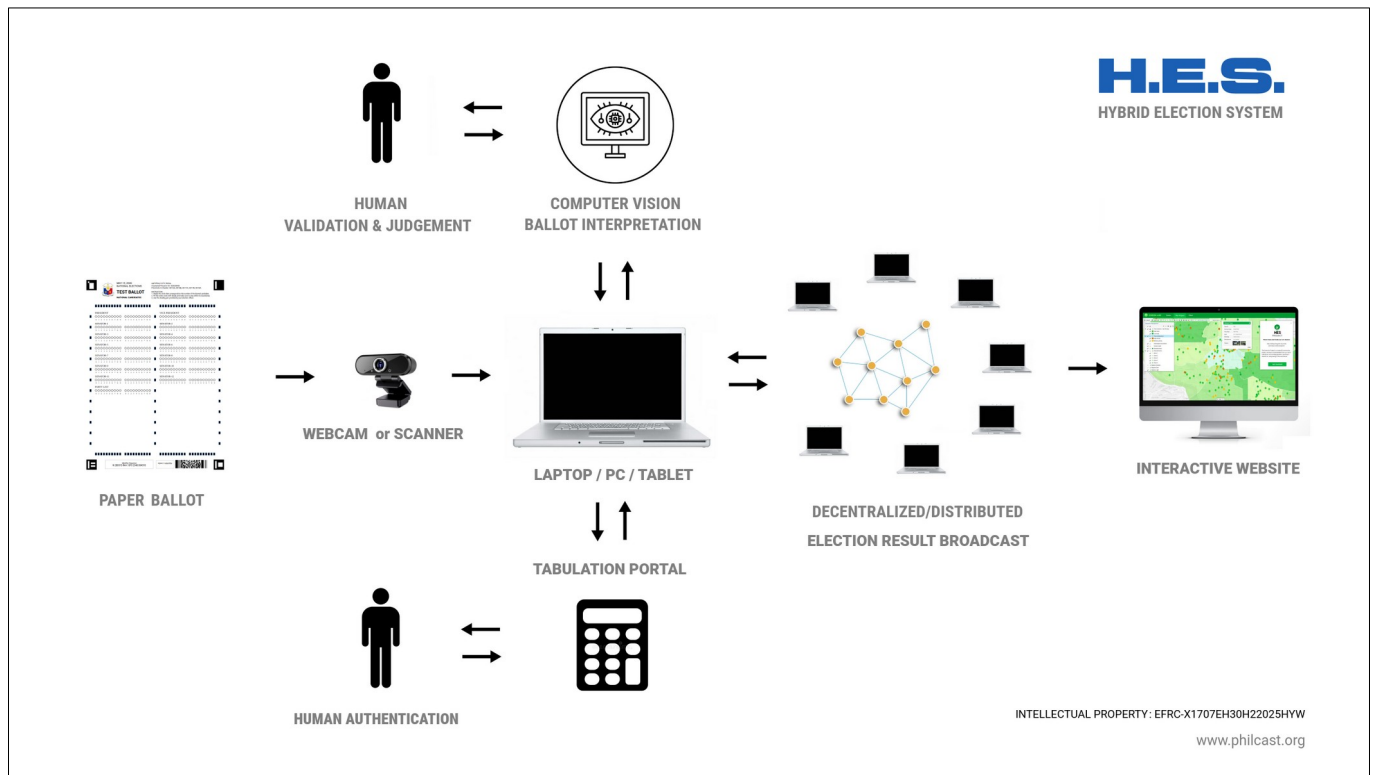 H.E.S.
HYBRID ELECTION SYSTEM
HUMAN
VALIDATION & JUDGEMENT
COMPUTER VISION
BALLOT INTERPRETATION
TEST BALLOT
PAPER BALLOT
WEBCAM or SCANNER
LAPTOP / PC / TABLET
DECENTRALIZED/DISTRIBUTED
ELECTION RESULT BROADCAST
INTERACTIVE WEBSITE
TABULATION PORTAL
HUMAN AUTHENTICATION
INTELLECTUAL PROPERTY: EFRC-X1707EH30H22025HYW
www.philcast.org